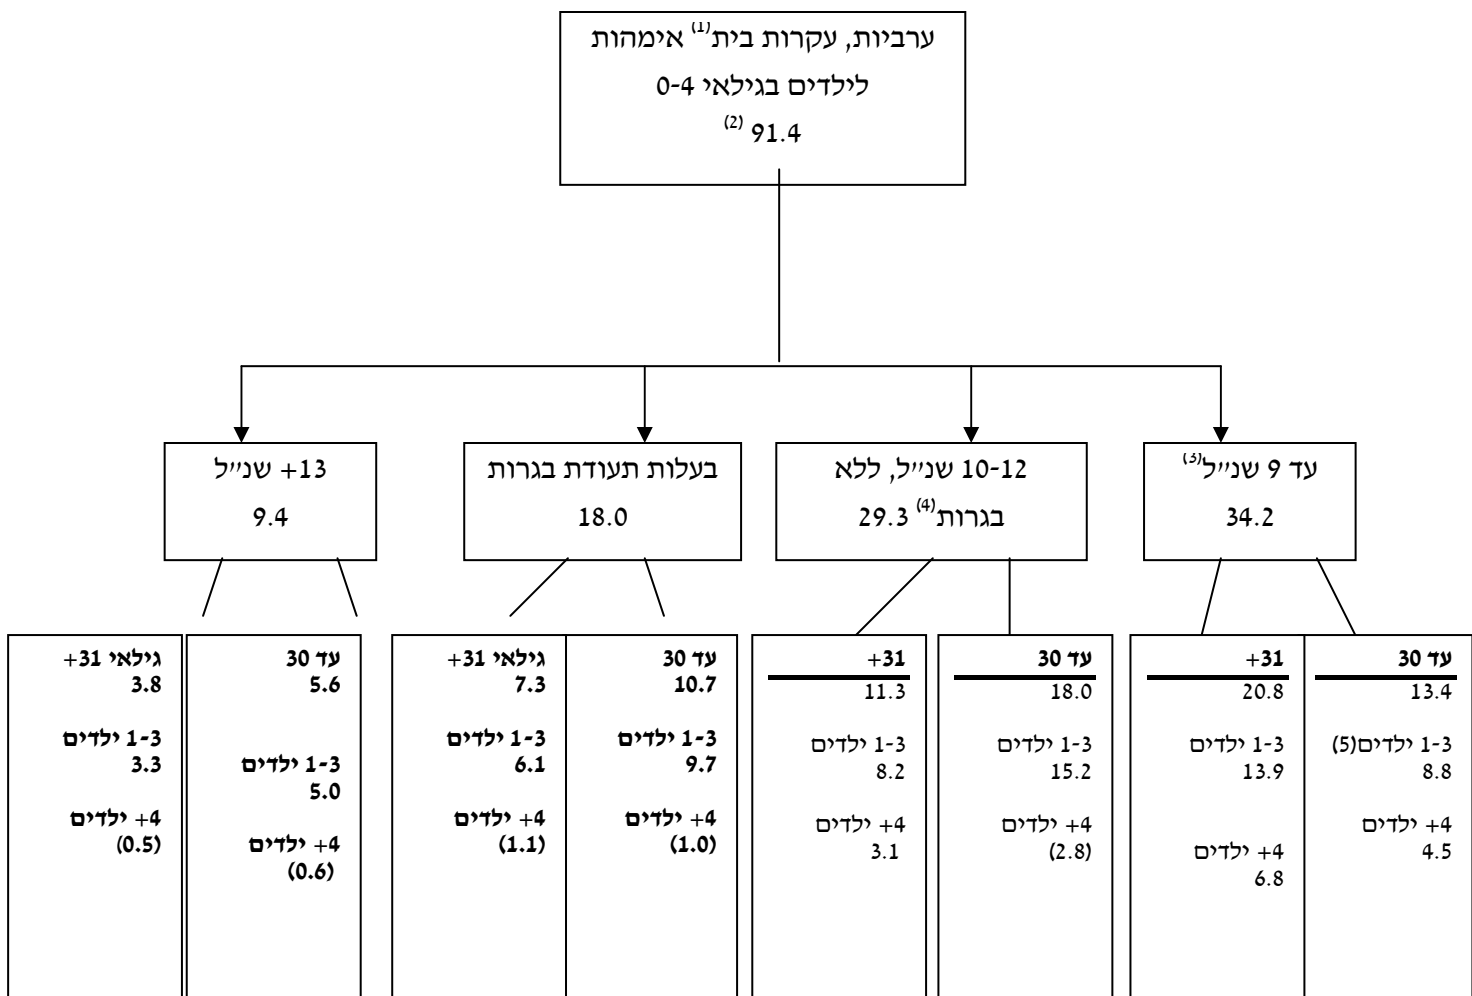 ערביות, עקרות בית(1) אימהות
לילדים בגילאי 0-4
91.4 (2)
עד 9 שנ״ל(3)
34.2
10-12 שנ״ל, ללא
בגרות(4) 29.3
בעלות תעודת בגרות
18.0
13+ שנ״ל
9.4
עד 30
13.4
1-3 ילדים(5)
8.8
4+ ילדים
4.5
31+
20.8
1-3 ילדים
13.9
4+ ילדים
6.8
עד 30
18.0
1-3 ילדים
15.2
4+ ילדים
(2.8)
31+
11.3
1-3 ילדים
8.2
4+ ילדים
3.1
עד 30
10.7
1-3 ילדים
9.7
4+ ילדים
(1.0)
גילאי 31+
7.3
1-3 ילדים
6.1
4+ ילדים
(1.1)
עד 30
5.6
1-3 ילדים
5.0
4+ ילדים
(0.6)
גילאי 31+
3.8
1-3 ילדים
3.3
4+ ילדים
(0.5)